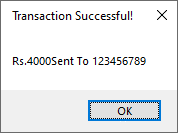 Transaction Successful!
Rs.4000Sent To 123456789
OK